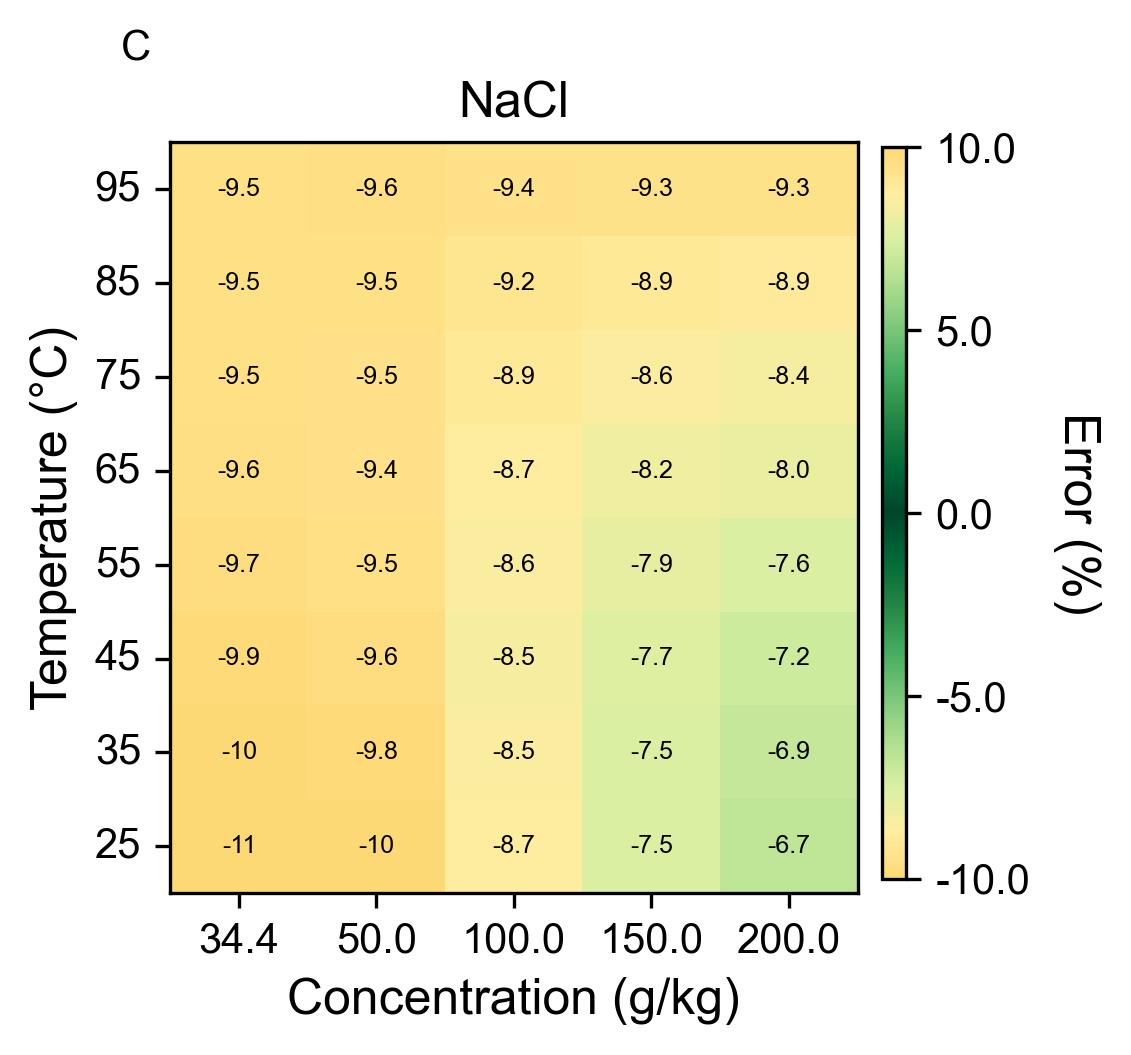 C
NaCl
95 -9.5 -9.6 -9.4 -9.3 -9.3
85 -9.5 -9.5 -9.2 -8.9 -8.9
75 -9.5 -9.5 -8.9 -8.6 -8.4
65 -9.6 -9.4 -8.7 -8.2 -8.0
55 -9.7 -9.5 -8.6 -7.9 -7.6
45 -9.9 -9.6 -8.5 -7.7 -7.2
35 -10 -9.8 -8.5 -7.5 -6.9
25 -11 -10 -8.7 -7.5 -6.7
34.4 50.0 100.0 150.0 200.0
Concentration (g/kg)
Temperature (°C)
10.0
5.0
0.0
-5.0
-10.0
Error (%)